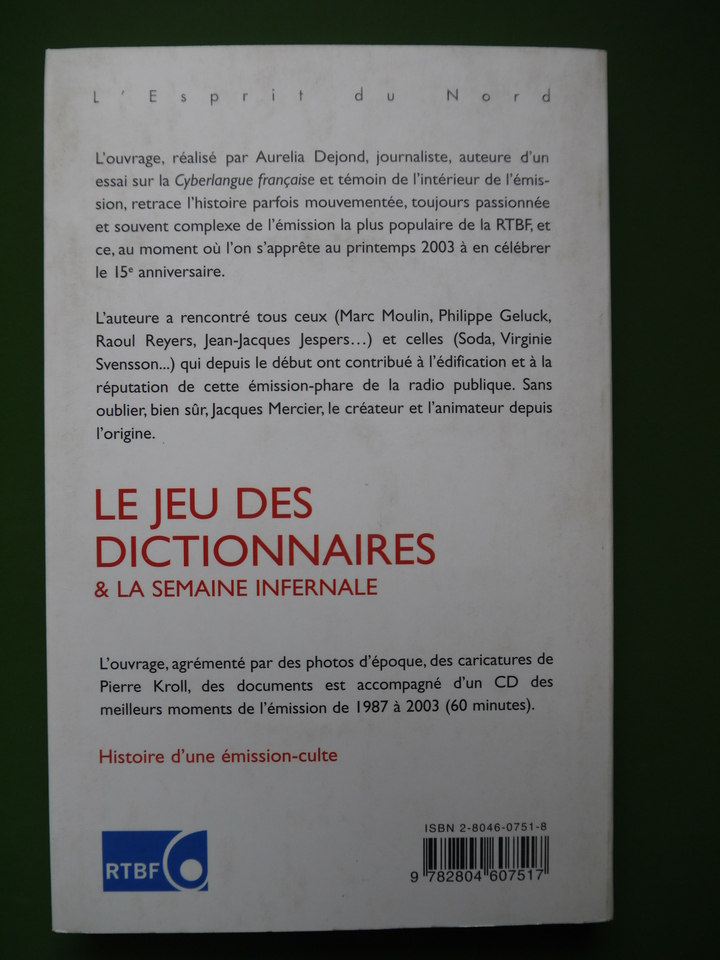 L'Esprit du Nord
L'ouvrage, réalisé par Aurelia Dejond, journaliste, auteure d'un
essai sur la Cyberlangue française et témoin de l'intérieur de l'émis-
sion, retrace l'histoire parfois mouvementée, toujours passionnée
et souvent complexe de l'émission la plus populaire de la RTBF, et
ce, au moment où l'on s'apprête au printemps 2003 à en célébrer
le 15e anniversaire.
L'auteure a rencontré tous ceux (Marc Moulin, Philippe Geluck,
Raoul Reyers, Jean-Jacques Jespers...) et celles (Soda, Virginie
Svensson...) qui depuis le début ont contribué à l'édification et à la
réputation de cette émission-phare de la radio publique. Sans
oublier, bien sûr, Jacques Mercier, le créateur et l'animateur depuis
l'origine.
LE JEU DES
DICTIONNAIRES
& LA SEMAINE INFERNALE
L'ouvrage, agrémenté par des photos d'époque, des caricatures de
Pierre Kroll, des documents est accompagné d'un CD des
meilleurs moments de l'émission de 1987 à 2003 (60 minutes).
Histoire d'une émission-culte
ISBN 2-8046-0751-8
9 782804 607517
RTBF